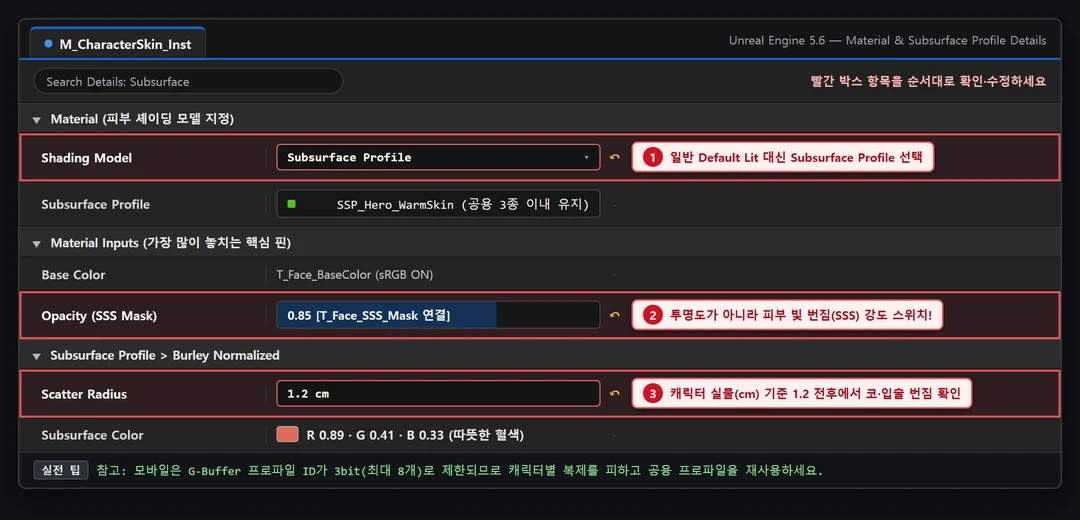 M_CharacterSkin_Inst
Unreal Engine 5.6 — Material & Subsurface Profile Details
Search Details: Subsurface
빨간 박스 항목을 순서대로 확인·수정하세요
Material (피부 셰이딩 모델 지정)
Shading Model
Subsurface Profile
1 일반 Default Lit 대신 Subsurface Profile 선택
Subsurface Profile
SSP_Hero_WarmSkin (공용 3종 이내 유지)
Material Inputs (가장 많이 놓치는 핵심 핀)
Base Color
T_Face_BaseColor (sRGB ON)
Opacity (SSS Mask)
0.85 [T_Face_SSS_Mask 연결]
2 투명도가 아니라 피부 빛 번짐(SSS) 강도 스위치!
Subsurface Profile > Burley Normalized
Scatter Radius
1.2 cm
3 캐릭터 실물(cm) 기준 1.2 전후에서 코·입술 번짐 확인
Subsurface Color
R 0.89 · G 0.41 · B 0.33 (따뜻한 혈색)
실전 팁
참고: 모바일은 G-Buffer 프로파일 ID가 3bit(최대 8개)로 제한되므로 캐릭터별 복제를 피하고 공용 프로파일을 재사용하세요.